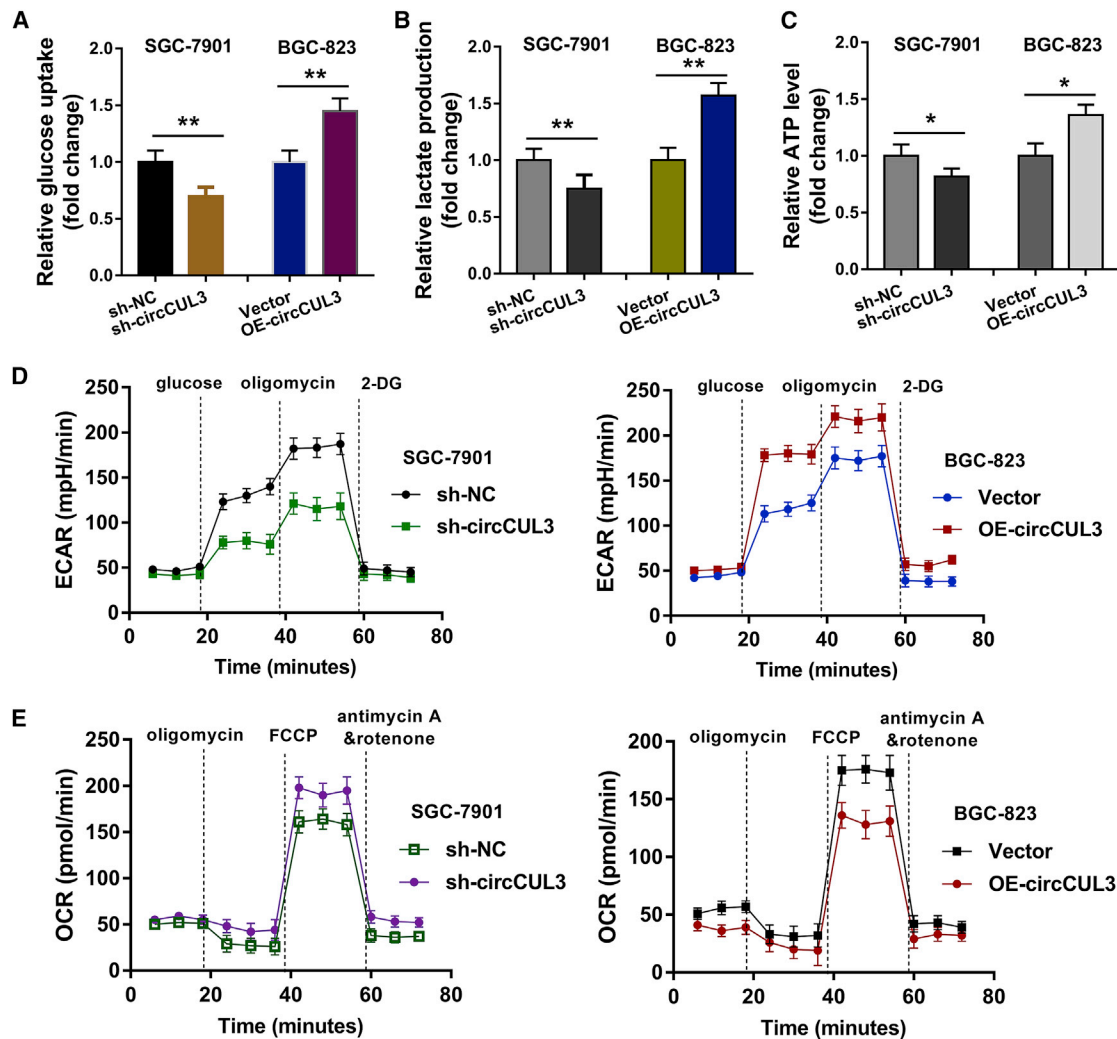 A
SGC-7901 BGC-823
Relative glucose uptake
(fold change)
2.0
1.5
1.0
0.5
0.0
** **
sh-NC
sh-circCUL3
Vector
OE-circCUL3
B
SGC-7901 BGC-823
Relative lactate production
(fold change)
2.0
1.5
1.0
0.5
0.0
** **
sh-NC
sh-circCUL3
Vector
OE-circCUL3
C
SGC-7901 BGC-823
Relative ATP level
(fold change)
2.0
1.5
1.0
0.5
0.0
* *
sh-NC
sh-circCUL3
Vector
OE-circCUL3
D
glucose oligomycin 2-DG
ECAR (mpH/min)
250
200
150
100
50
0
0 20 40 60 80
Time (minutes)
SGC-7901
sh-NC
sh-circCUL3
glucose oligomycin 2-DG
ECAR (mpH/min)
250
200
150
100
50
0
0 20 40 60 80
Time (minutes)
BGC-823
Vector
OE-circCUL3
E
oligomycin FCCP antimycin A
&rotenone
OCR (pmol/min)
250
200
150
100
50
0
0 20 40 60 80
Time (minutes)
SGC-7901
sh-NC
sh-circCUL3
oligomycin FCCP antimycin A
&rotenone
OCR (pmol/min)
200
150
100
50
0
0 20 40 60 80
Time (minutes)
BGC-823
Vector
OE-circCUL3